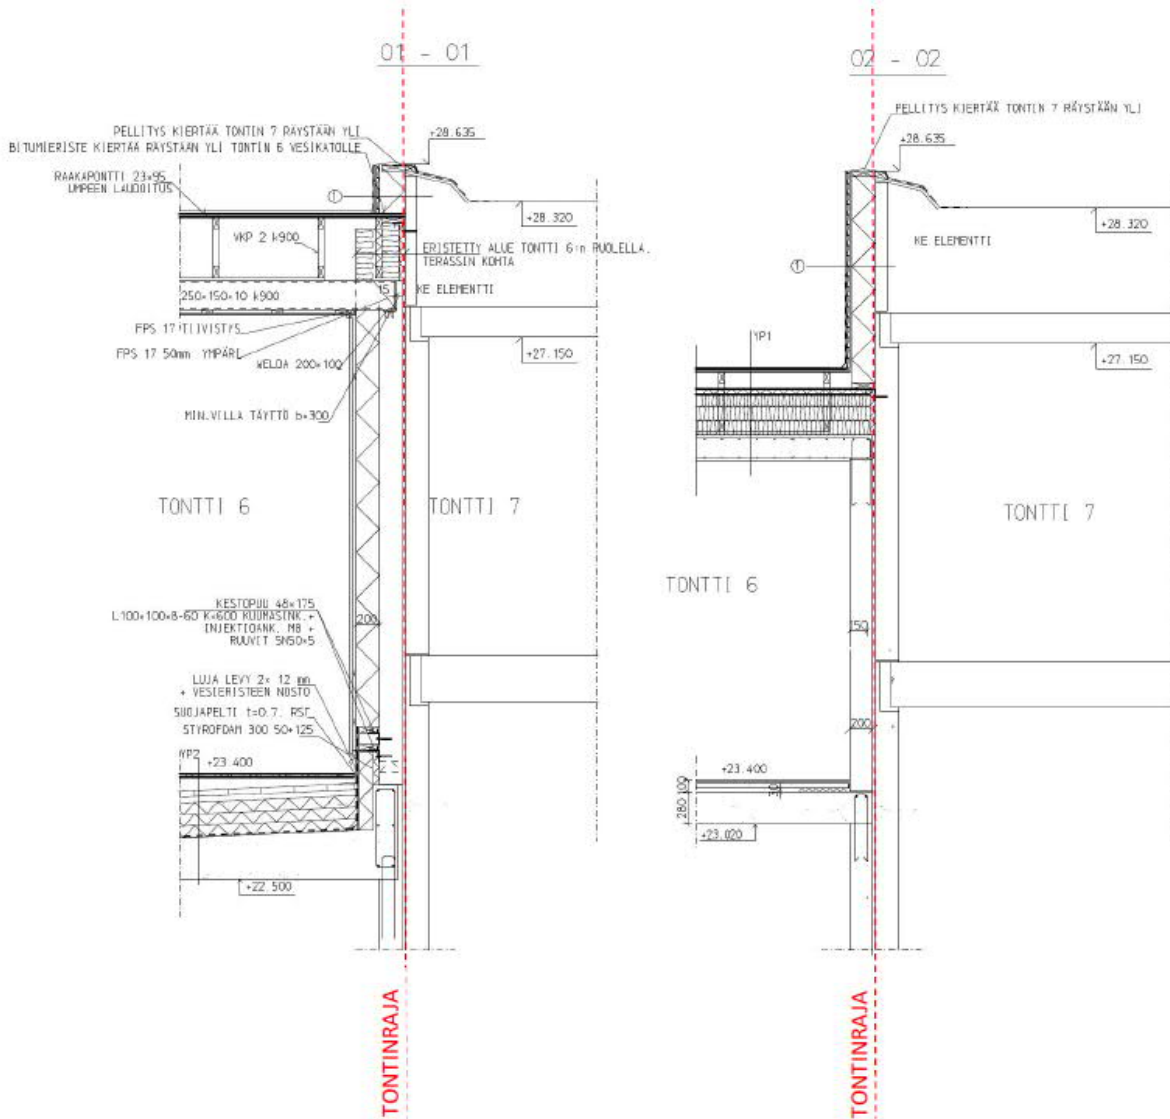 01 - 01
PELLITYS KIERTÄÄ TONTIN 7 RÄYSTÄÄN YLI
BITUMIERISTE KIERTÄÄ RÄYSTÄÄN YLI TONTIN 6 VESIKATOLLE
+28.635
RAAKAPONTTI 23×95
UMPEEN LAUDOITUS
1
+28.320
VKP 2 k900
ERISTETTY ALUE TONTTI 6:n PUOLELLA,
TERASSIN KOHTA
250×150×10 k900
15
KE ELEMENTTI
FPS 17 TIIVISTYS
FPS 17 50mm YMPÄRI
WELDA 200×100
+27.150
MIN.VILLA TÄYTTÖ b=300
TONTTI 6
TONTTI 7
KESTOPUU 48×175
L100×100×8-60 K=600 KUUMASINK.+
INJEKTIOANK. M8 +
RUUVIT SN50×5
200
LUJA LEVY 2× 12 mm
+ VESIERISTEEN NOSTO
SUOJAPELTI t=0.7, RST
STYROFOAM 300 50+125
YP2
+23.400
+22.500
TONTINRAJA
02 - 02
PELLITYS KIERTÄÄ TONTIN 7 RÄYSTÄÄN YLI
+28.635
+28.320
KE ELEMENTTI
1
YP1
+27.150
TONTTI 7
TONTTI 6
150
200
+23.400
100
30
280
+23.020
TONTINRAJA